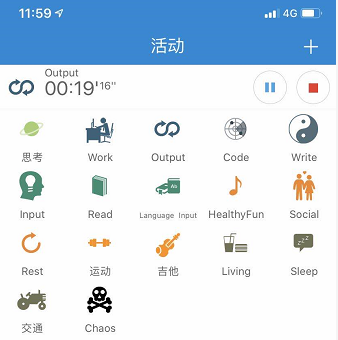 11:59 4G
活动
Output
00:19'16"
思考 Work Output Code Write
Input Read Language Input HealthyFun Social
Rest 运动 吉他 Living Sleep
交通 Chaos